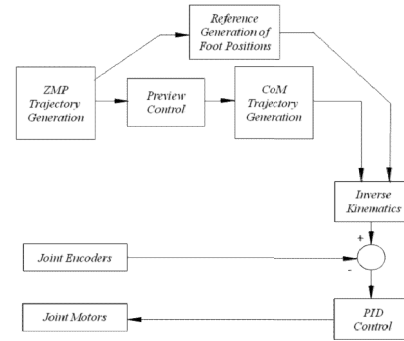 Reference
Generation of
Foot Positions
ZMP
Trajectory
Generation
Preview
Control
CoM
Trajectory
Generation
Inverse
Kinematics
+
Joint Encoders
-
Joint Motors
PID
Control